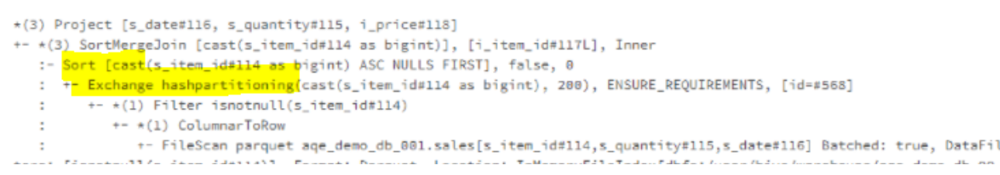 *(3) Project [s_date#116, s_quantity#115, i_price#118]
+- *(3) SortMergeJoin [cast(s_item_id#114 as bigint)], [i_item_id#117L], Inner
:- Sort [cast(s_item_id#114 as bigint) ASC NULLS FIRST], false, 0
: +- Exchange hashpartitioning(cast(s_item_id#114 as bigint), 200), ENSURE_REQUIREMENTS, [id=#568]
: +- *(1) Filter isnotnull(s_item_id#114)
: +- *(1) ColumnarToRow
: +- FileScan parquet aqe_demo_db_001.sales[s_item_id#114,s_quantity#115,s_date#116] Batched: true, DataFil